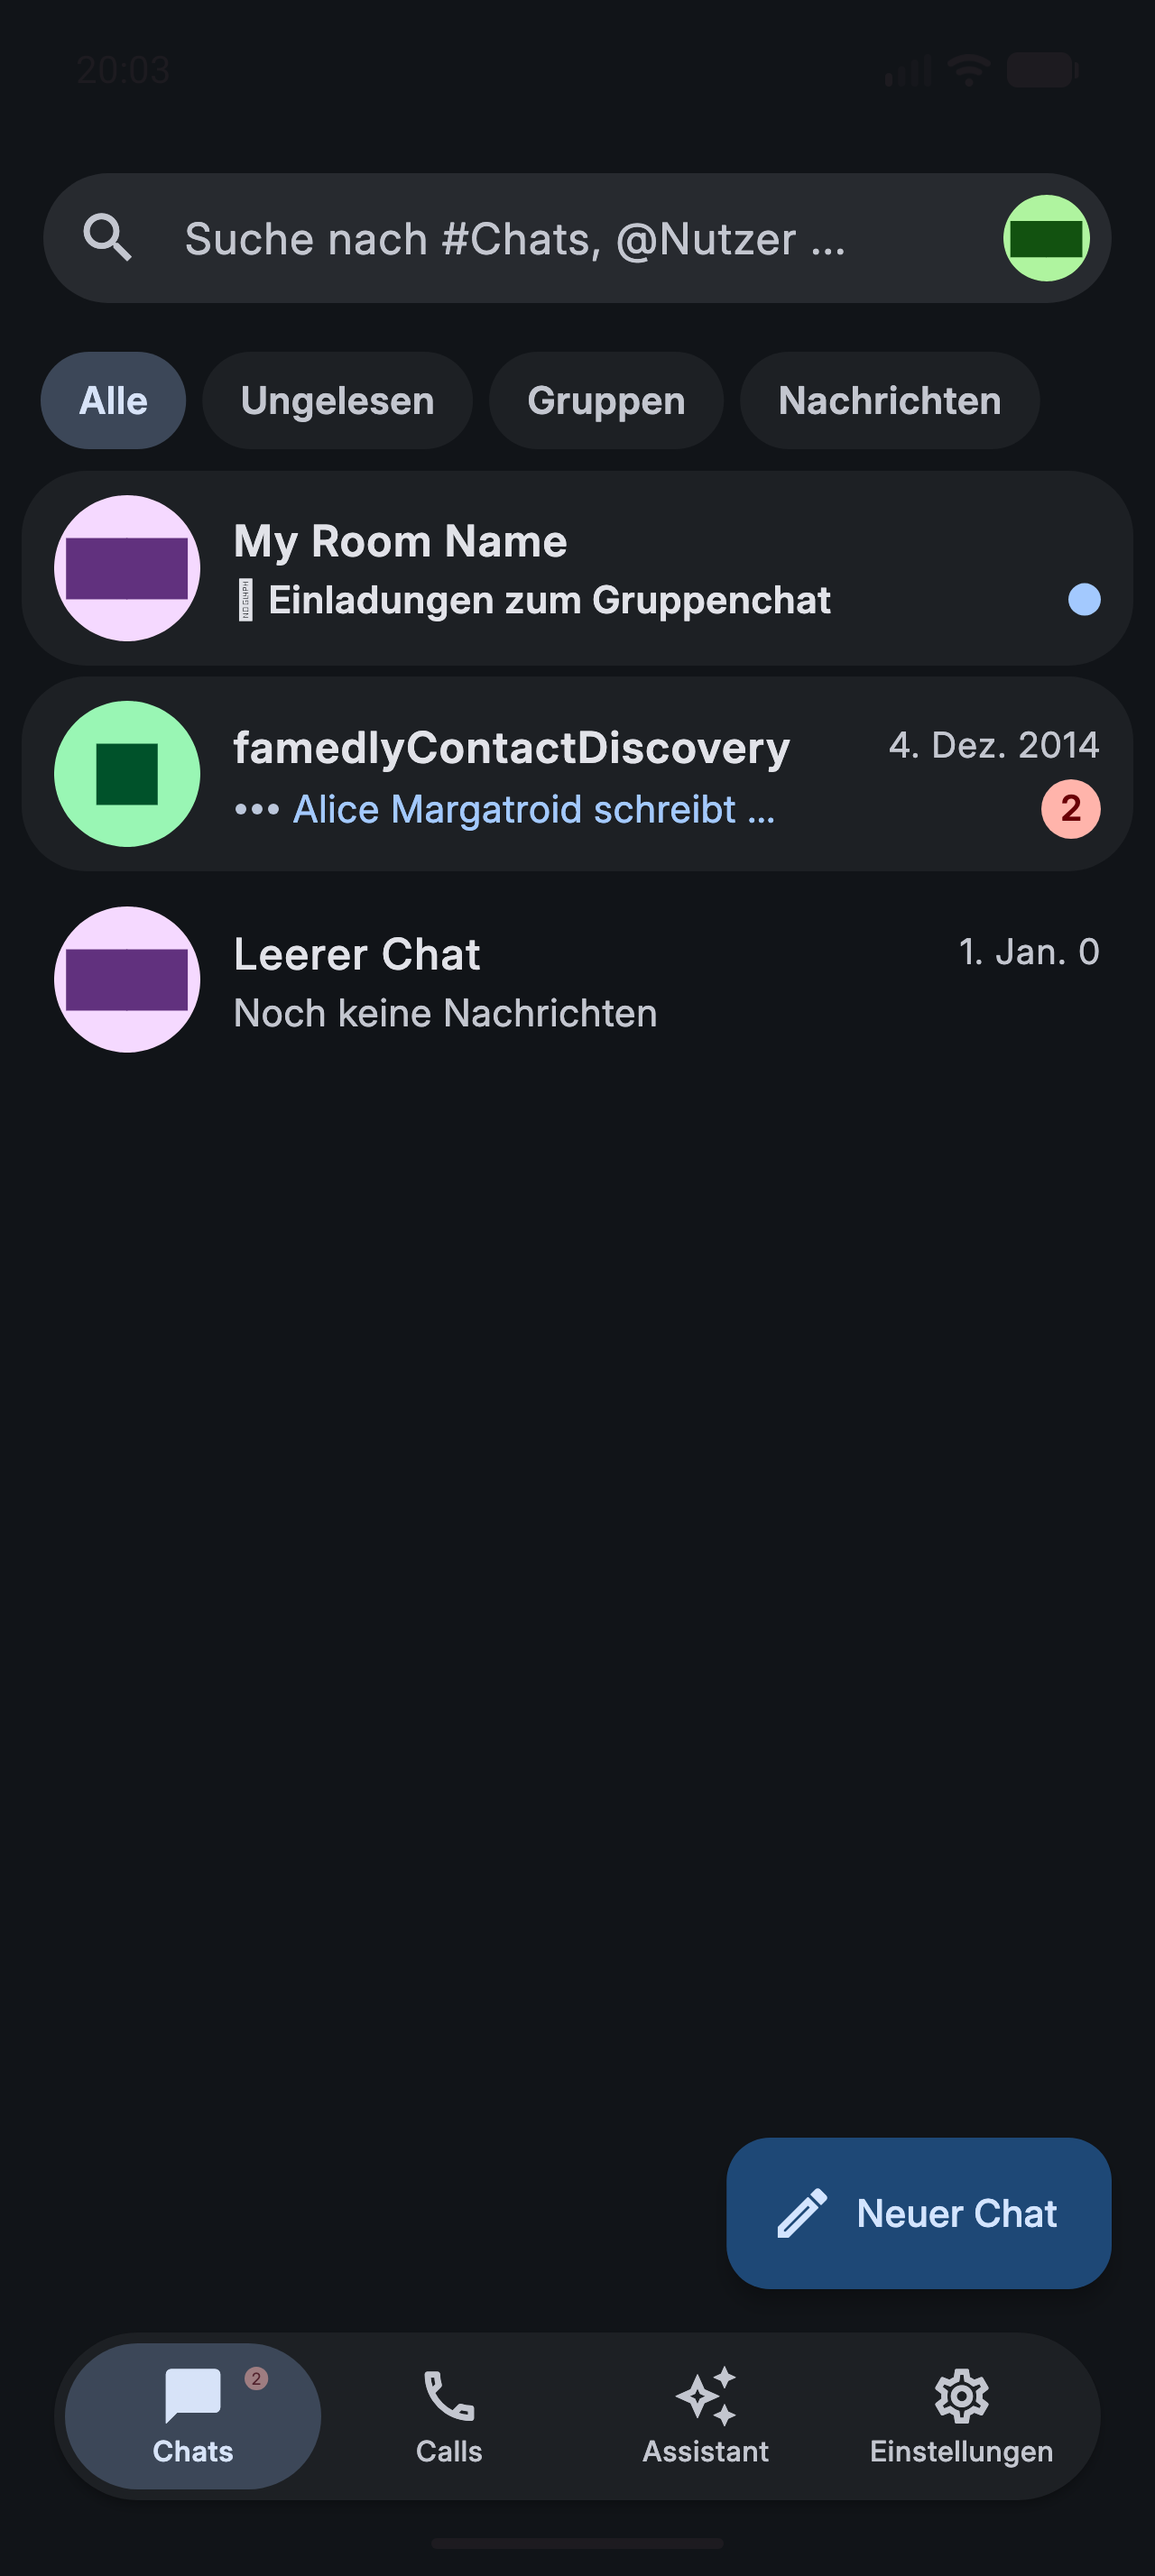 20:03
Suche nach #Chats, @Nutzer ...
Alle
Ungelesen
Gruppen
Nachrichten
My Room Name
Einladungen zum Gruppenchat
famedlyContactDiscovery
4. Dez. 2014
••• Alice Margatroid schreibt ...
2
Leerer Chat
1. Jan. 0
Noch keine Nachrichten
Neuer Chat
2
Chats
Calls
Assistant
Einstellungen